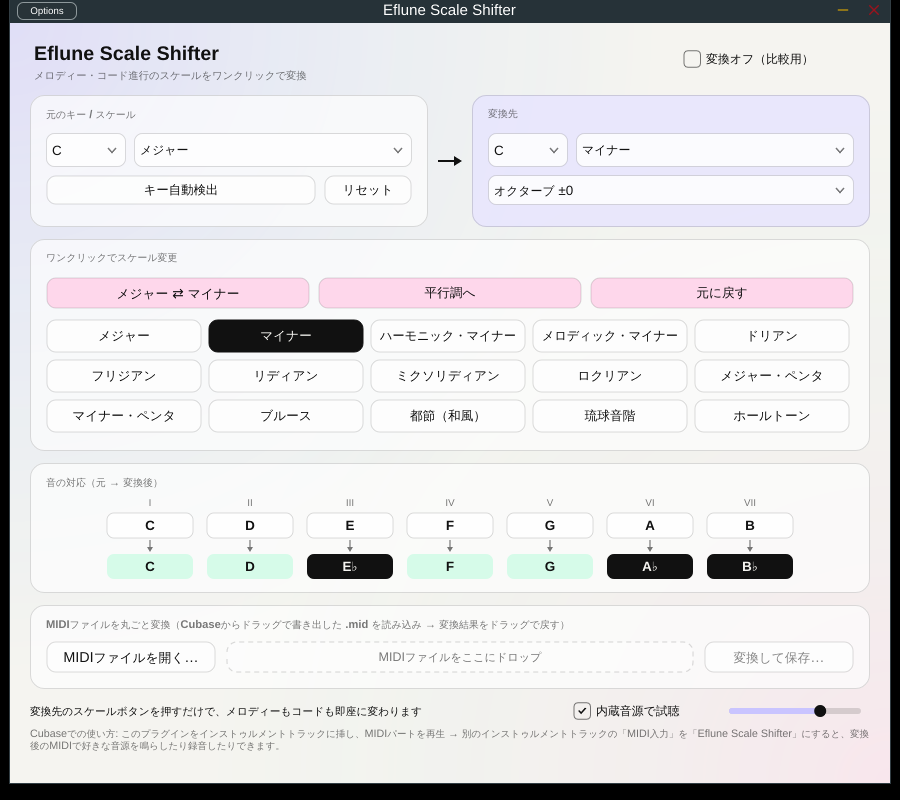 Options
Eflune Scale Shifter
Eflune Scale Shifter
メロディー・コード進行のスケールをワンクリックで変換
変換オフ（比較用）
元のキー / スケール
C
メジャー
キー自動検出
リセット
変換先
C
マイナー
オクターブ ±0
ワンクリックでスケール変更
メジャー ⇄ マイナー
平行調へ
元に戻す
メジャー
マイナー
ハーモニック・マイナー
メロディック・マイナー
ドリアン
フリジアン
リディアン
ミクソリディアン
ロクリアン
メジャー・ペンタ
マイナー・ペンタ
ブルース
都節（和風）
琉球音階
ホールトーン
音の対応（元 → 変換後）
I II III IV V VI VII
C D E F G A B
C D E♭ F G A♭ B♭
MIDIファイルを丸ごと変換（Cubaseからドラッグで書き出した .mid を読み込み → 変換結果をドラッグで戻す）
MIDIファイルを開く...
MIDIファイルをここにドロップ
変換して保存...
変換先のスケールボタンを押すだけで、メロディーもコードも即座に変わります
内蔵音源で試聴
Cubaseでの使い方: このプラグインをインストゥルメントトラックに挿し、MIDIパートを再生 → 別のインストゥルメントトラックの「MIDI入力」を「Eflune Scale Shifter」にすると、変換
後のMIDIで好きな音源を鳴らしたり録音したりできます。